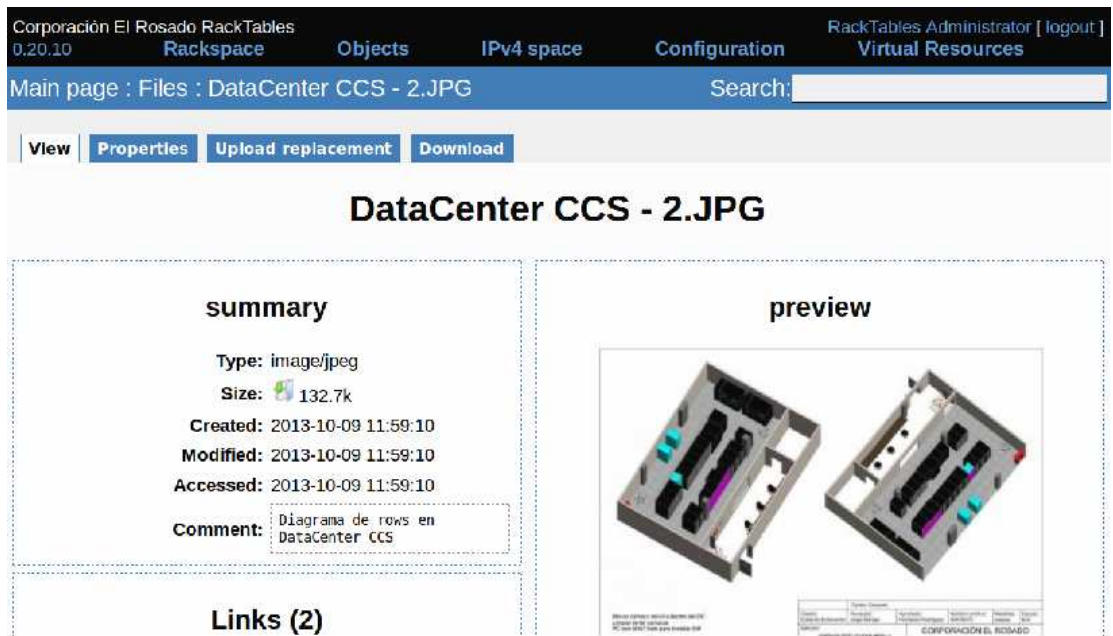 Corporación El Rosado RackTables
RackTables Administrator [ logout ]
0.20.10 Rackspace Objects IPv4 space Configuration Virtual Resources
Main page : Files : DataCenter CCS - 2.JPG Search:
View Properties Upload replacement Download
DataCenter CCS - 2.JPG
summary
Type: image/jpeg
Size: 132.7k
Created: 2013-10-09 11:59:10
Modified: 2013-10-09 11:59:10
Accessed: 2013-10-09 11:59:10
Comment: Diagrama de rows en
DataCenter CCS
Links (2)
preview
CORPORACIÓN EL ROSADO